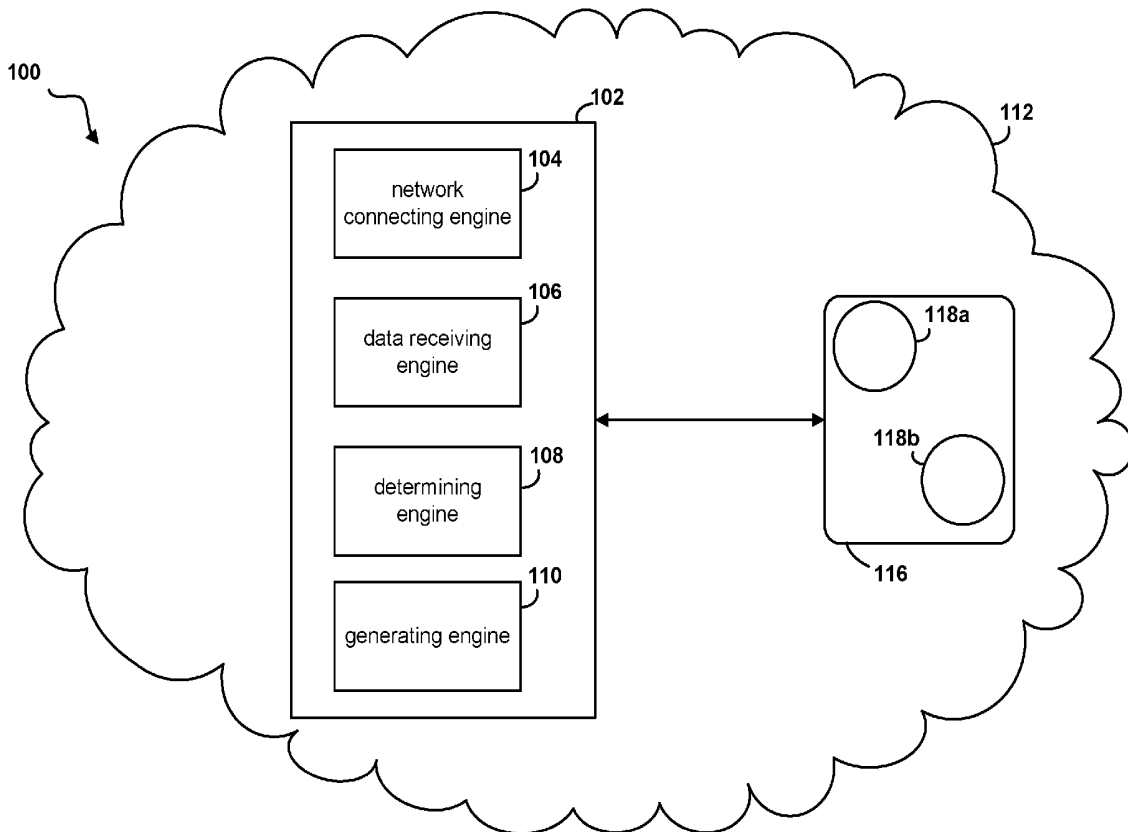 100
102
112
104
network
connecting engine
106
data receiving
engine
118a
118b
108
determining
engine
116
110
generating engine